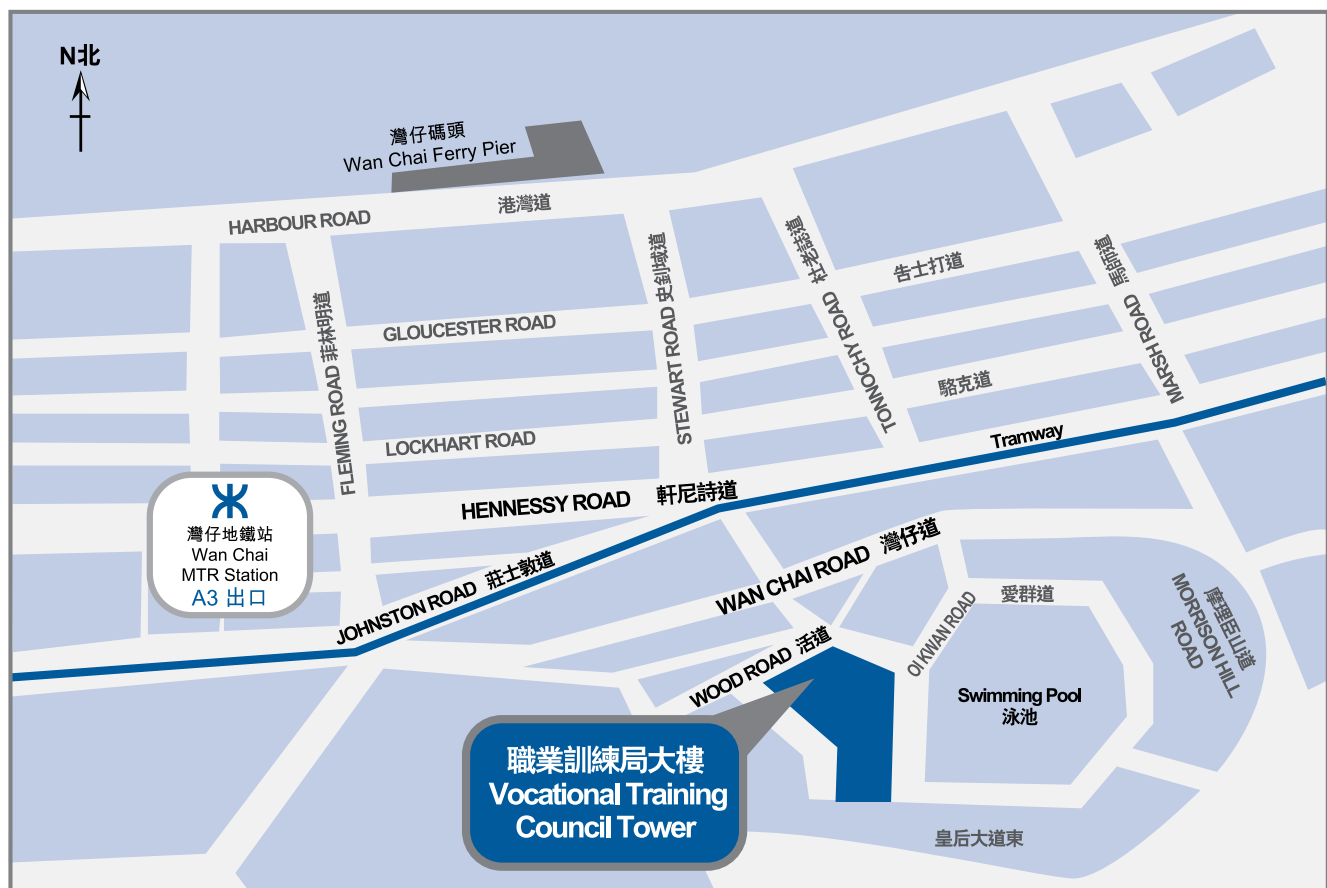 N北
灣仔碼頭
Wan Chai Ferry Pier
HARBOUR ROAD 港灣道
GLOUCESTER ROAD 告士打道
FLEMING ROAD 菲林明道
STEWART ROAD 史釗域道
TONNOCHY ROAD 杜老誌道
MARSH ROAD 馬師道
LOCKHART ROAD 駱克道
Tramway
HENNESSY ROAD 軒尼詩道
灣仔地鐵站
Wan Chai
MTR Station
A3 出口
JOHNSTON ROAD 莊士敦道
WAN CHAI ROAD 灣仔道
WOOD ROAD 活道
OI KWAN ROAD 愛群道
摩理臣山道
MORRISON HILL
ROAD
Swimming Pool
泳池
職業訓練局大樓
Vocational Training
Council Tower
皇后大道東